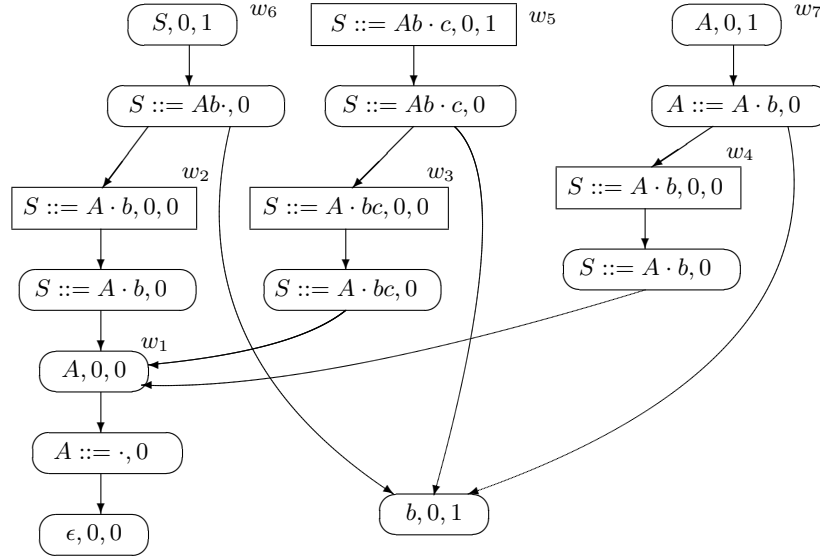 S, 0, 1
w₆
S ::= Ab · c, 0, 1
w₅
A, 0, 1
w₇
S ::= Ab·, 0
S ::= Ab · c, 0
A ::= A · b, 0
w₂
w₃
w₄
S ::= A · b, 0, 0
S ::= A · bc, 0, 0
S ::= A · b, 0, 0
S ::= A · b, 0
S ::= A · bc, 0
S ::= A · b, 0
w₁
A, 0, 0
A ::= ·, 0
b, 0, 1
ϵ, 0, 0